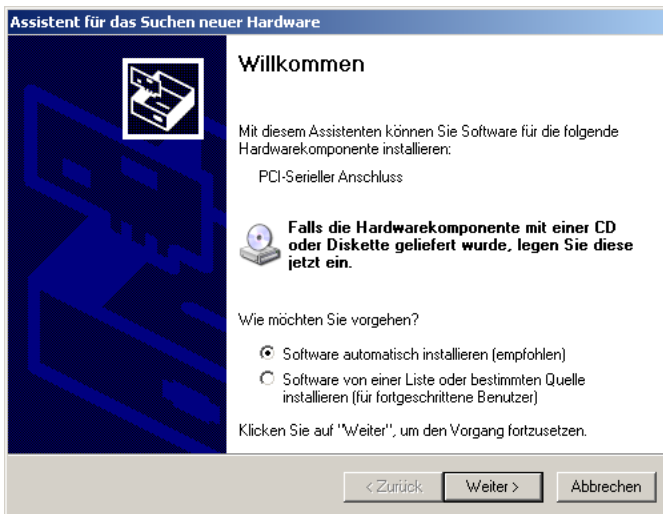 Assistent für das Suchen neuer Hardware
Willkommen
Mit diesem Assistenten können Sie Software für die folgende
Hardwarekomponente installieren:
PCI-Serieller Anschluss
Falls die Hardwarekomponente mit einer CD
oder Diskette geliefert wurde, legen Sie diese
jetzt ein.
Wie möchten Sie vorgehen?
Software automatisch installieren (empfohlen)
Software von einer Liste oder bestimmten Quelle
installieren (für fortgeschrittene Benutzer)
Klicken Sie auf "Weiter", um den Vorgang fortzusetzen.
< Zurück Weiter > Abbrechen